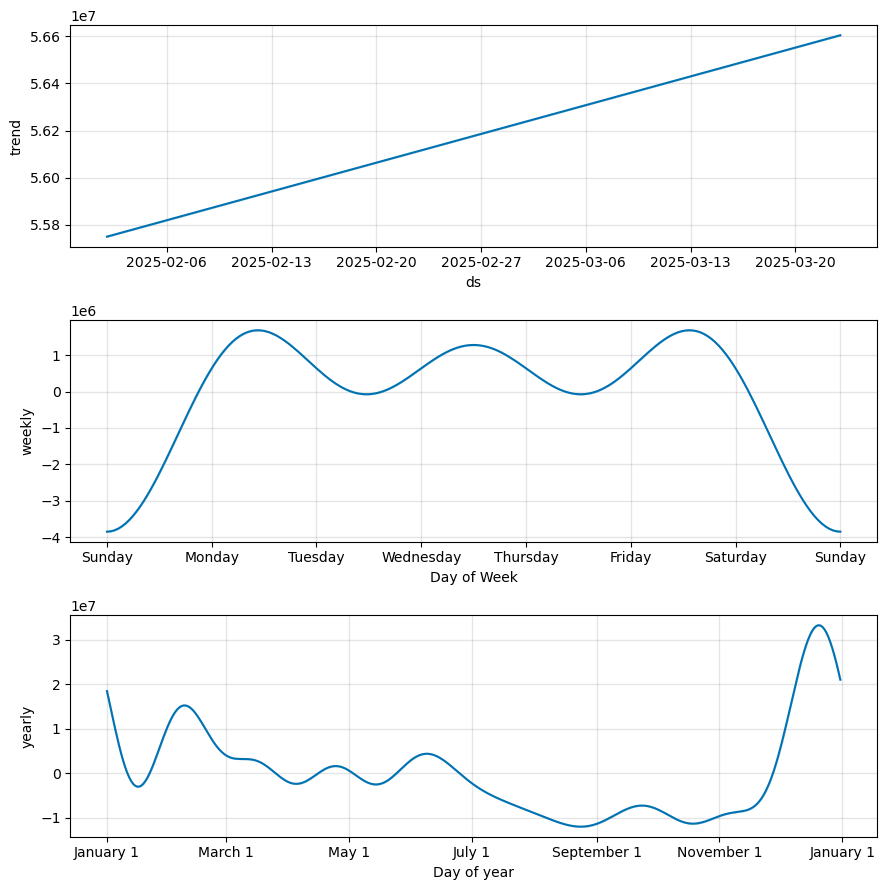 1e7
5.66
5.64
5.62
5.60
5.58
trend
2025-02-06 2025-02-13 2025-02-20 2025-02-27 2025-03-06 2025-03-13 2025-03-20
ds
1e6
1
0
−1
−2
−3
−4
weekly
Sunday Monday Tuesday Wednesday Thursday Friday Saturday Sunday
Day of Week
1e7
3
2
1
0
−1
yearly
January 1 March 1 May 1 July 1 September 1 November 1 January 1
Day of year